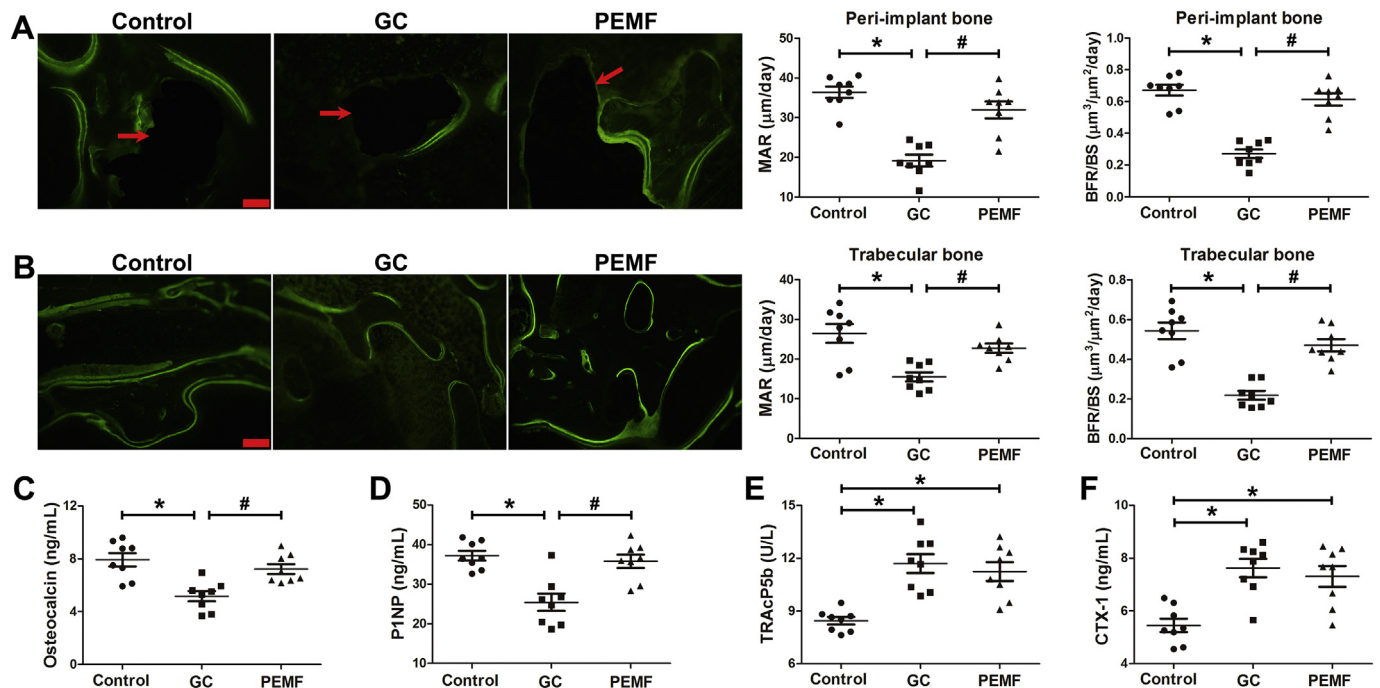 A
Control GC PEMF
Peri-implant bone
MAR (μm/day)
40
30
20
10
* #
Control GC PEMF
Peri-implant bone
BFR/BS (μm³/μm²/day)
1.0
0.8
0.6
0.4
0.2
0.0
* #
Control GC PEMF
B
Control GC PEMF
Trabecular bone
MAR (μm/day)
40
30
20
10
0
* #
Control GC PEMF
Trabecular bone
BFR/BS (μm³/μm²/day)
0.8
0.6
0.4
0.2
0.0
* #
Control GC PEMF
C
Osteocalcin (ng/mL)
12
8
4
0
* #
Control GC PEMF
D
P1NP (ng/mL)
50
40
30
20
10
* #
Control GC PEMF
E
TRAcP5b (U/L)
15
12
9
6
*
*
Control GC PEMF
F
CTX-1 (ng/mL)
10
8
6
4
*
*
Control GC PEMF